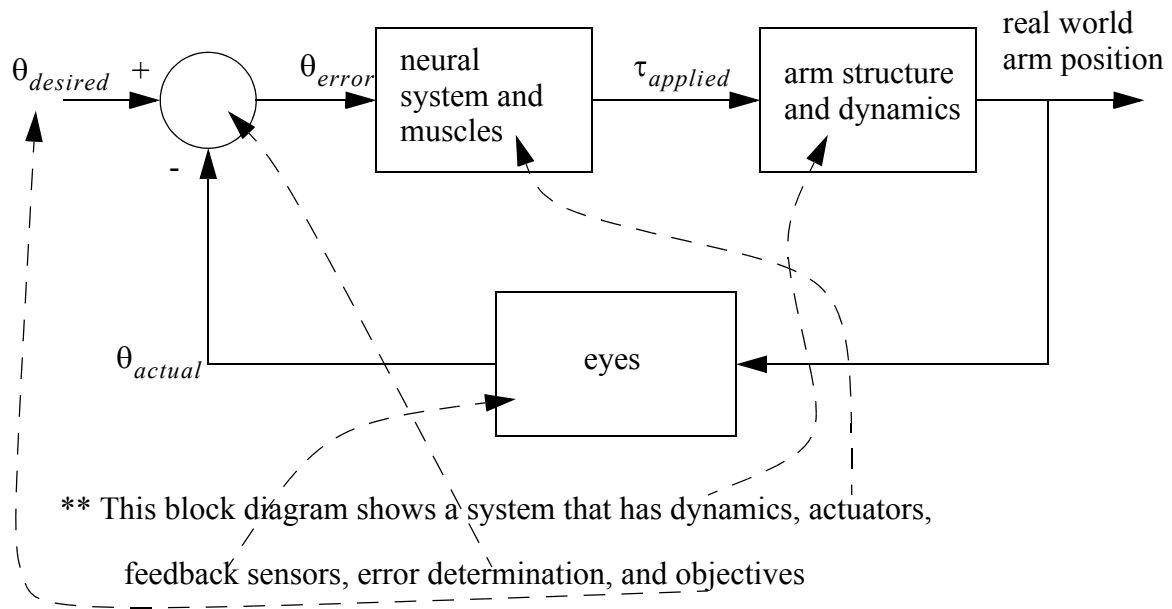 real world
arm position
θdesired
+
θerror
neural
system and
muscles
τapplied
arm structure
and dynamics
-
θactual
eyes
** This block diagram shows a system that has dynamics, actuators,
feedback sensors, error determination, and objectives